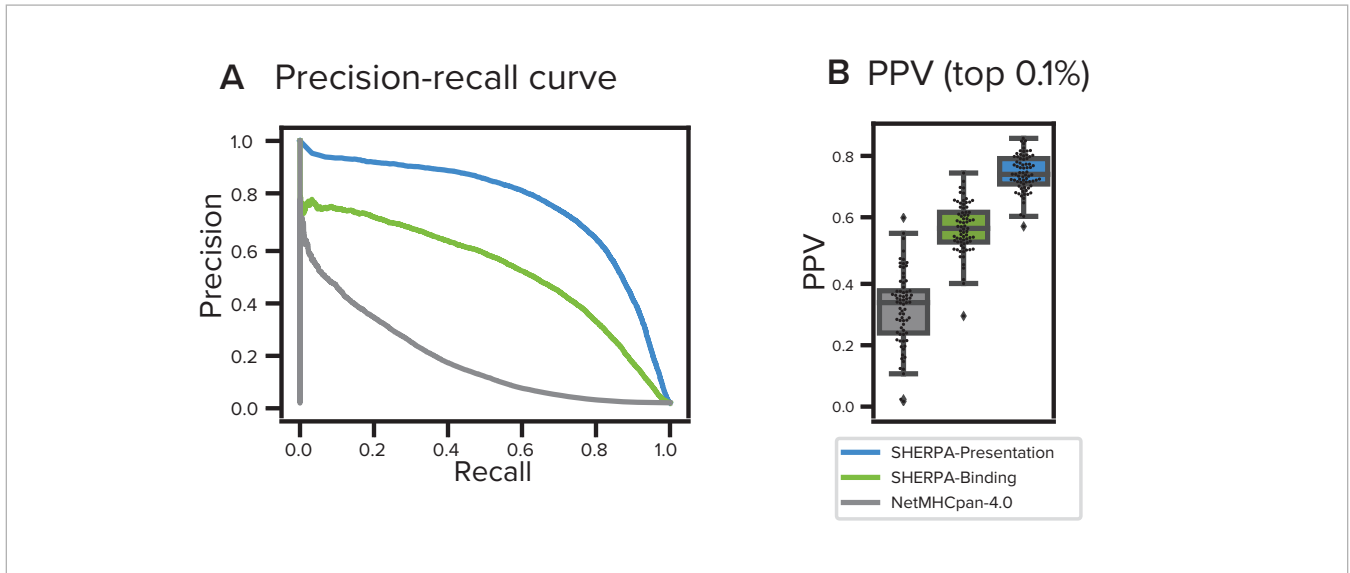 A Precision-recall curve
1.0
0.8
0.6
0.4
0.2
0.0
Precision
0.0 0.2 0.4 0.6 0.8 1.0
Recall
B PPV (top 0.1%)
0.8
0.6
0.4
0.2
0.0
PPV
SHERPA-Presentation
SHERPA-Binding
NetMHCpan-4.0